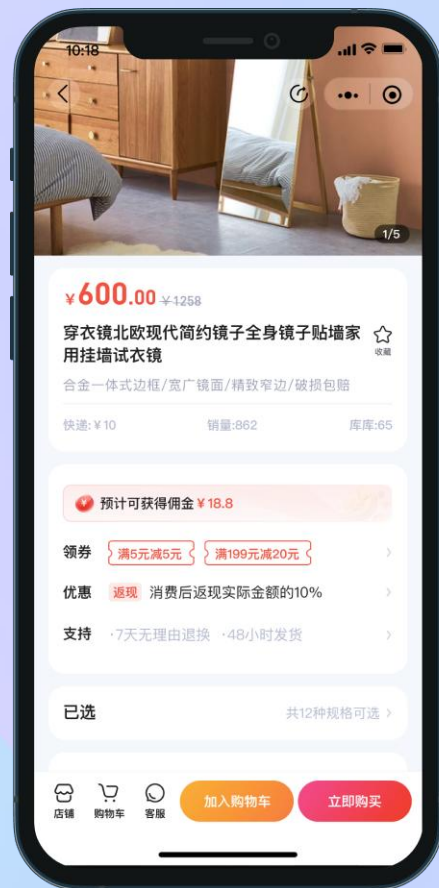 10:18
1/5
¥600.00 ¥1258
穿衣镜北欧现代简约镜子全身镜子贴墙家
用挂墙试衣镜
收藏
合金一体式边框/宽广镜面/精致窄边/破损包赔
快递:¥10 销量:862 库库:65
预计可获得佣金¥18.8
领券 满5元减5元 满199元减20元
优惠 返现 消费后返现实际金额的10%
支持 ·7天无理由退换 ·48小时发货
已选 共12种规格可选
店铺 购物车 客服 加入购物车 立即购买